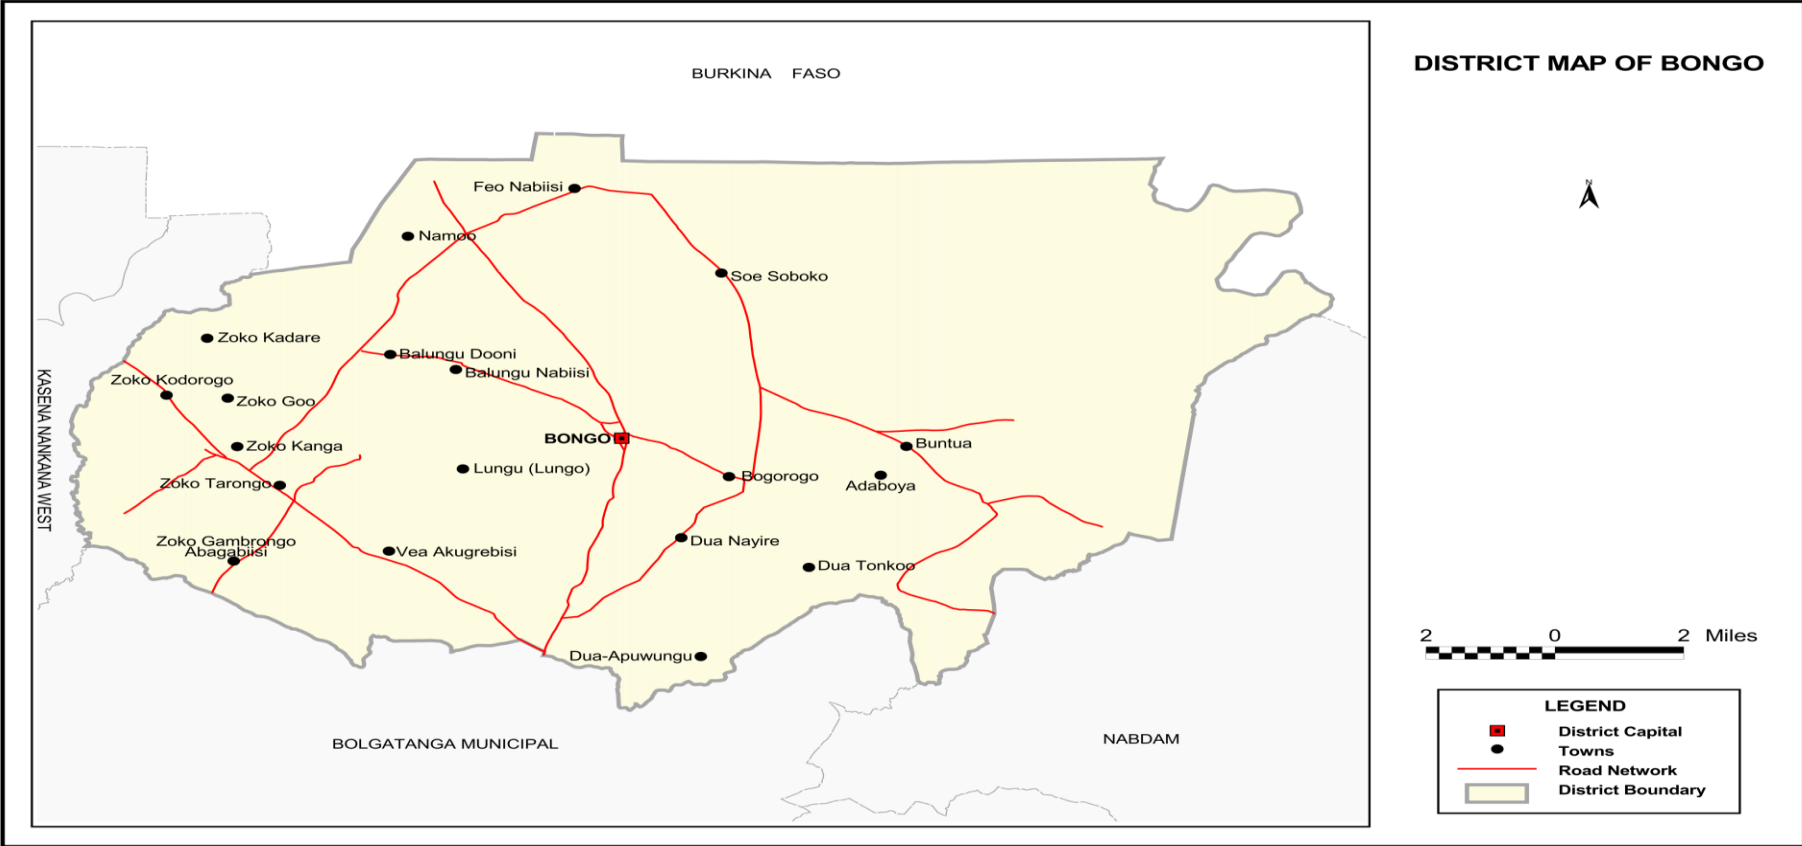 DISTRICT MAP OF BONGO
BURKINA FASO
N
Feo Nabiisi
Namoo
Soe Soboko
Zoko Kadare
Balungu Dooni
Balungu Nabiisi
Zoko Kodorogo
Zoko Goo
KASENA NANKANA WEST
BONGO
Zoko Kanga
Buntua
Lungu (Lungo)
Bogorogo
Zoko Tarongo
Adaboya
Zoko Gambrongo
Abagabiisi
Vea Akugrebisi
Dua Nayire
Dua Tonkoo
Dua-Apuwungu
2 0 2 Miles
BOLGATANGA MUNICIPAL
NABDAM
LEGEND
District Capital
Towns
Road Network
District Boundary